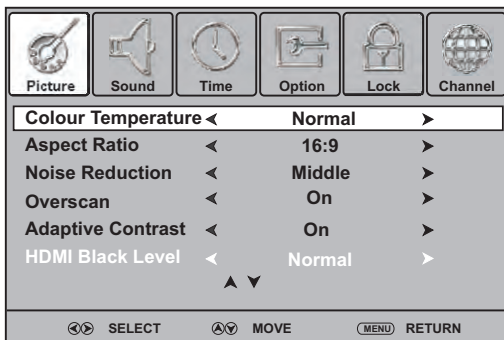 Picture Sound Time Option Lock Channel
Colour Temperature Normal
Aspect Ratio 16:9
Noise Reduction Middle
Overscan On
Adaptive Contrast On
HDMI Black Level Normal
SELECT MOVE MENU RETURN